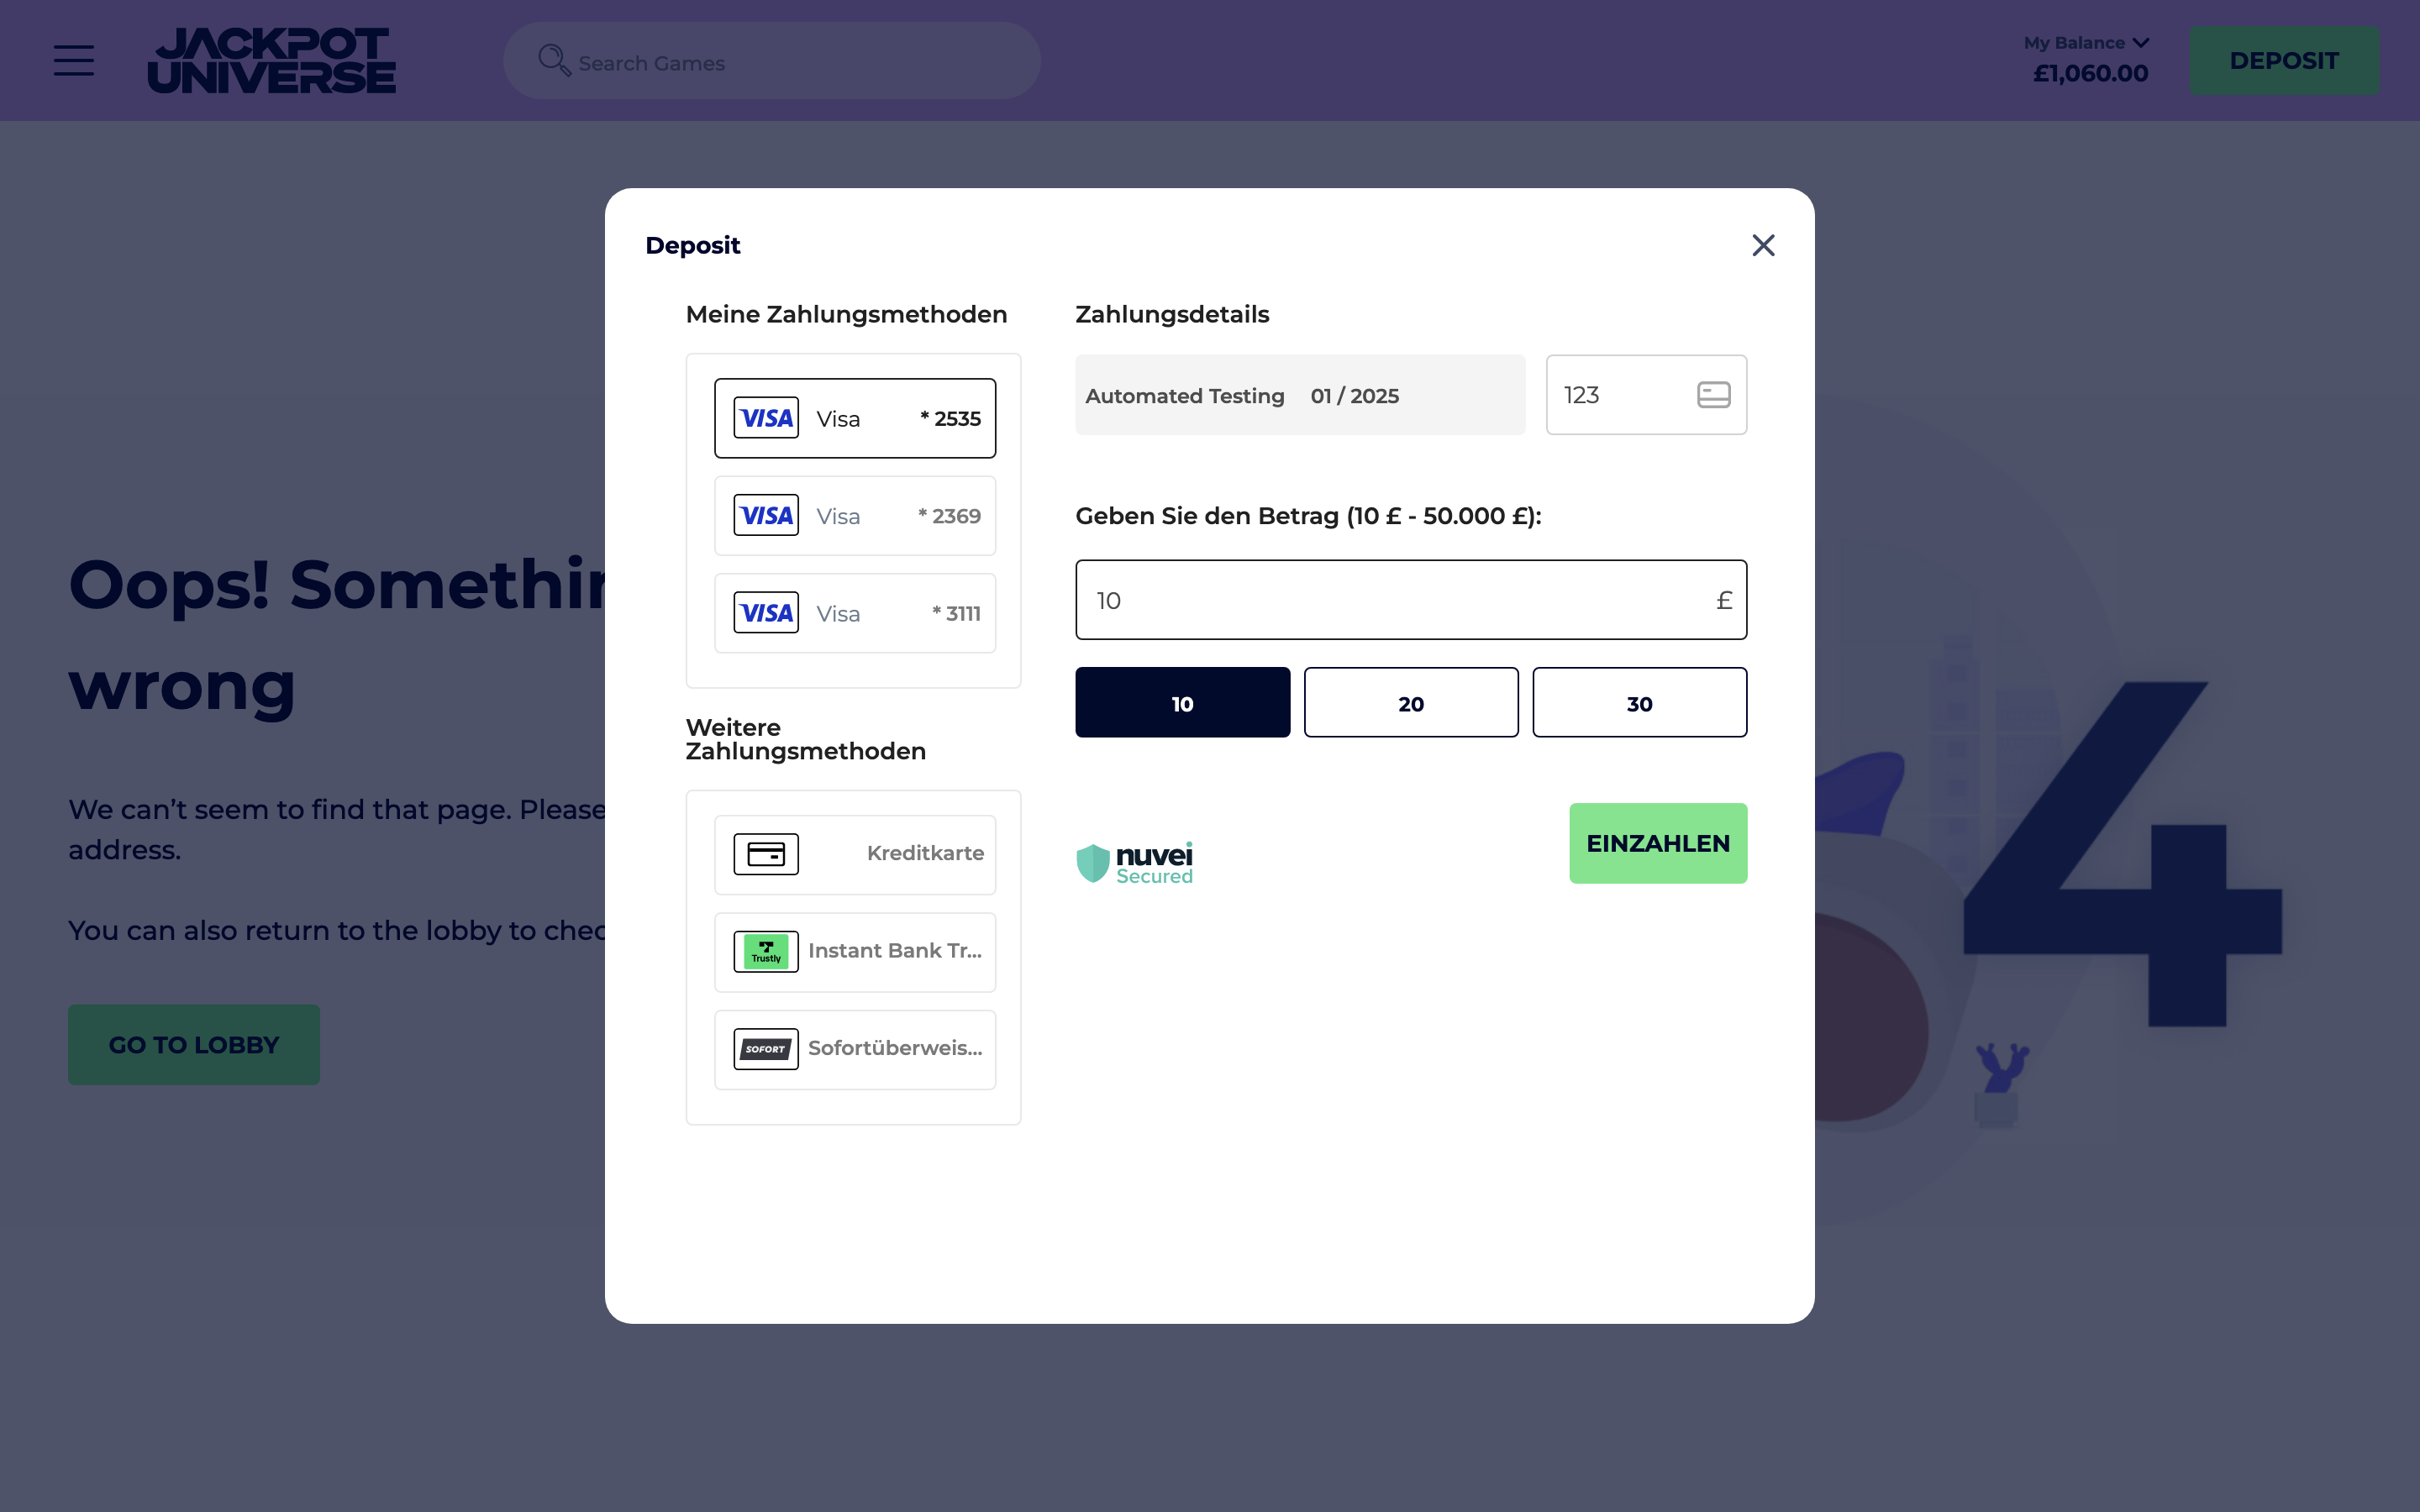 JACKPOT
UNIVERSE
Search Games
My Balance
£1,060.00
DEPOSIT
Deposit
Meine Zahlungsmethoden
VISA Visa * 2535
VISA Visa * 2369
VISA Visa * 3111
Weitere
Zahlungsmethoden
Kreditkarte
Trustly Instant Bank Tr...
SOFORT Sofortüberweis...
Zahlungsdetails
Automated Testing 01 / 2025
123
Geben Sie den Betrag (10 £ - 50.000 £):
10 £
10 20 30
nuvei
Secured
EINZAHLEN
Oops!
wrong
We can’t seem to find that page. Please
address.
You can also return to the lobby to
GO TO LOBBY
4